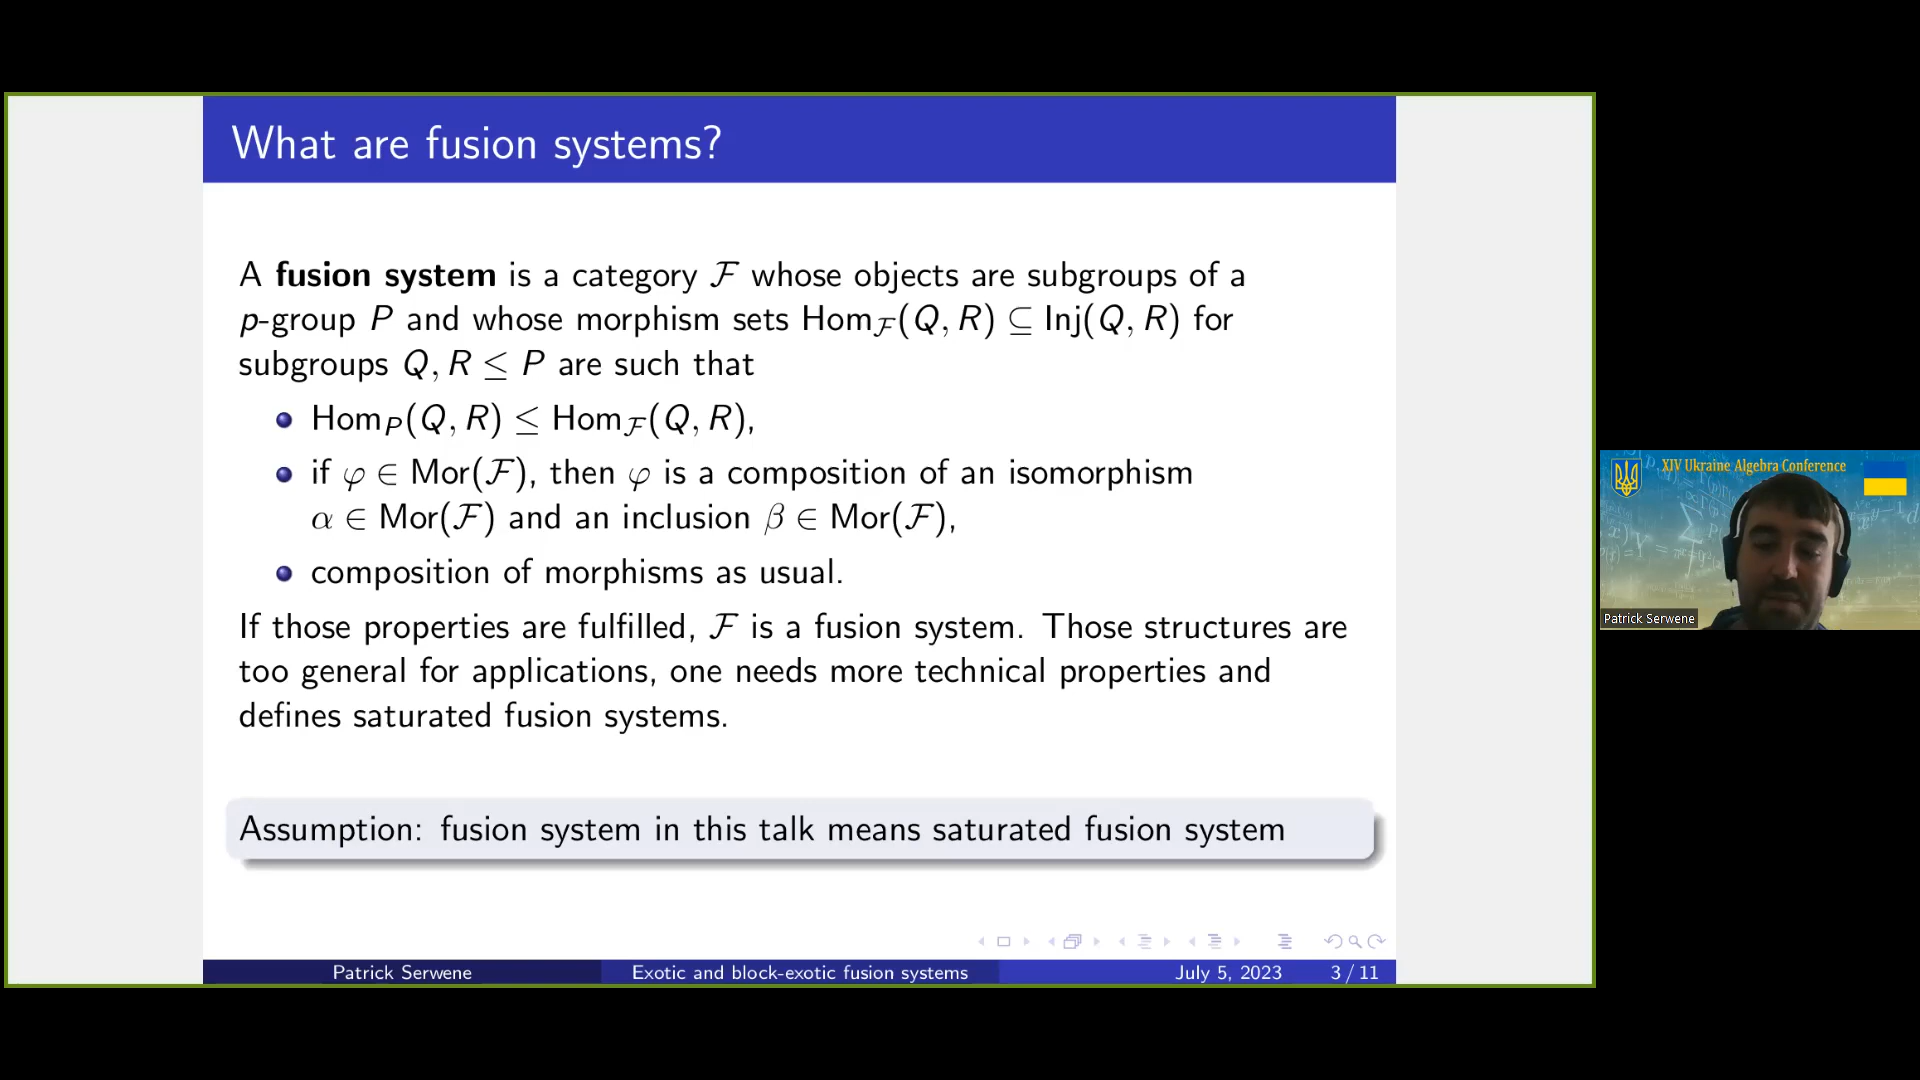 What are fusion systems?
A fusion system is a category ℱ whose objects are subgroups of a
p-group P and whose morphism sets Hom_ℱ(Q, R) ⊆ Inj(Q, R) for
subgroups Q, R ≤ P are such that
Hom_P(Q, R) ≤ Hom_ℱ(Q, R),
if φ ∈ Mor(ℱ), then φ is a composition of an isomorphism
α ∈ Mor(ℱ) and an inclusion β ∈ Mor(ℱ),
composition of morphisms as usual.
If those properties are fulfilled, ℱ is a fusion system. Those structures are
too general for applications, one needs more technical properties and
defines saturated fusion systems.
Assumption: fusion system in this talk means saturated fusion system
Patrick Serwene Exotic and block-exotic fusion systems July 5, 2023 3 / 11
XIV Ukraine Algebra Conference
Patrick Serwene